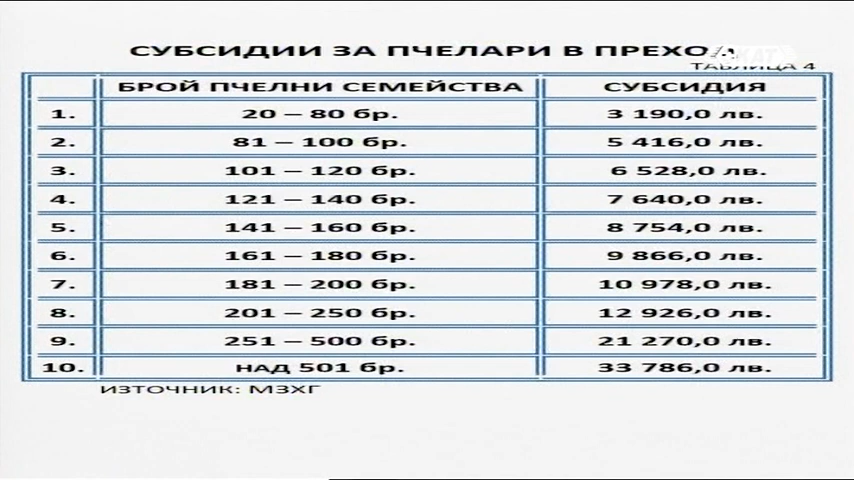 СУБСИДИИ ЗА ПЧЕЛАРИ В ПРЕХОД
ТАБЛИЦА 4
БРОЙ ПЧЕЛНИ СЕМЕЙСТВА СУБСИДИЯ
1. 20 – 80 бр. 3 190,0 лв.
2. 81 – 100 бр. 5 416,0 лв.
3. 101 – 120 бр. 6 528,0 лв.
4. 121 – 140 бр. 7 640,0 лв.
5. 141 – 160 бр. 8 754,0 лв.
6. 161 – 180 бр. 9 866,0 лв.
7. 181 – 200 бр. 10 978,0 лв.
8. 201 – 250 бр. 12 926,0 лв.
9. 251 – 500 бр. 21 270,0 лв.
10. НАД 501 бр. 33 786,0 лв.
ИЗТОЧНИК: МЗХГ